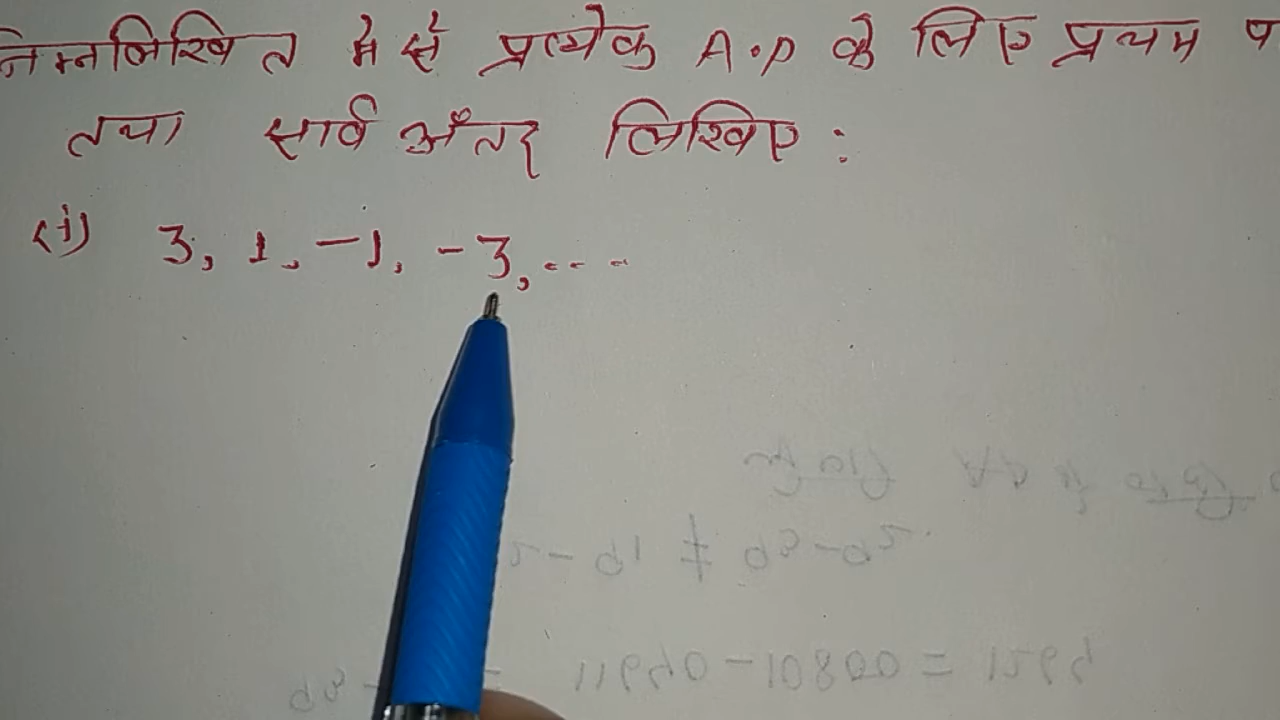 निम्नलिखित मे से प्रत्येक A.P के लिए प्रथम प
तथा सार्व अँतर लिखिए :
(i) 3, 1, -1, -3, ...